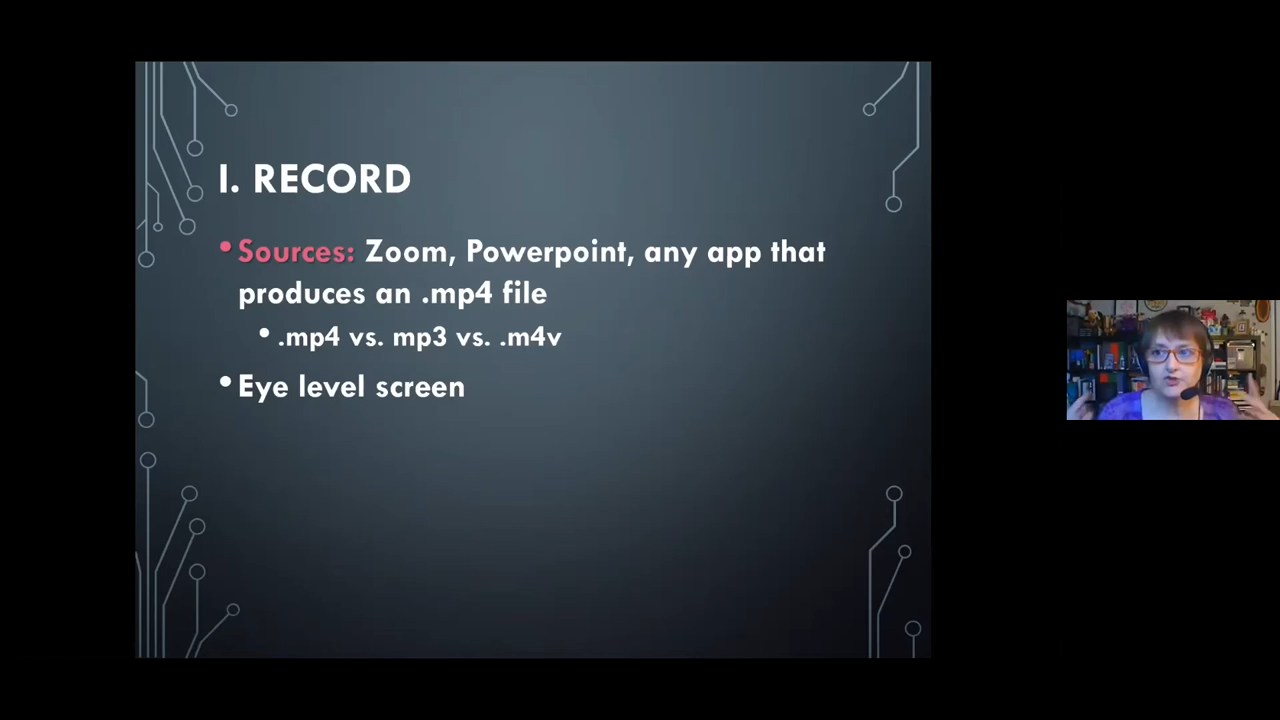 I. RECORD
•Sources: Zoom, Powerpoint, any app that
produces an .mp4 file
•.mp4 vs. mp3 vs. .m4v
•Eye level screen